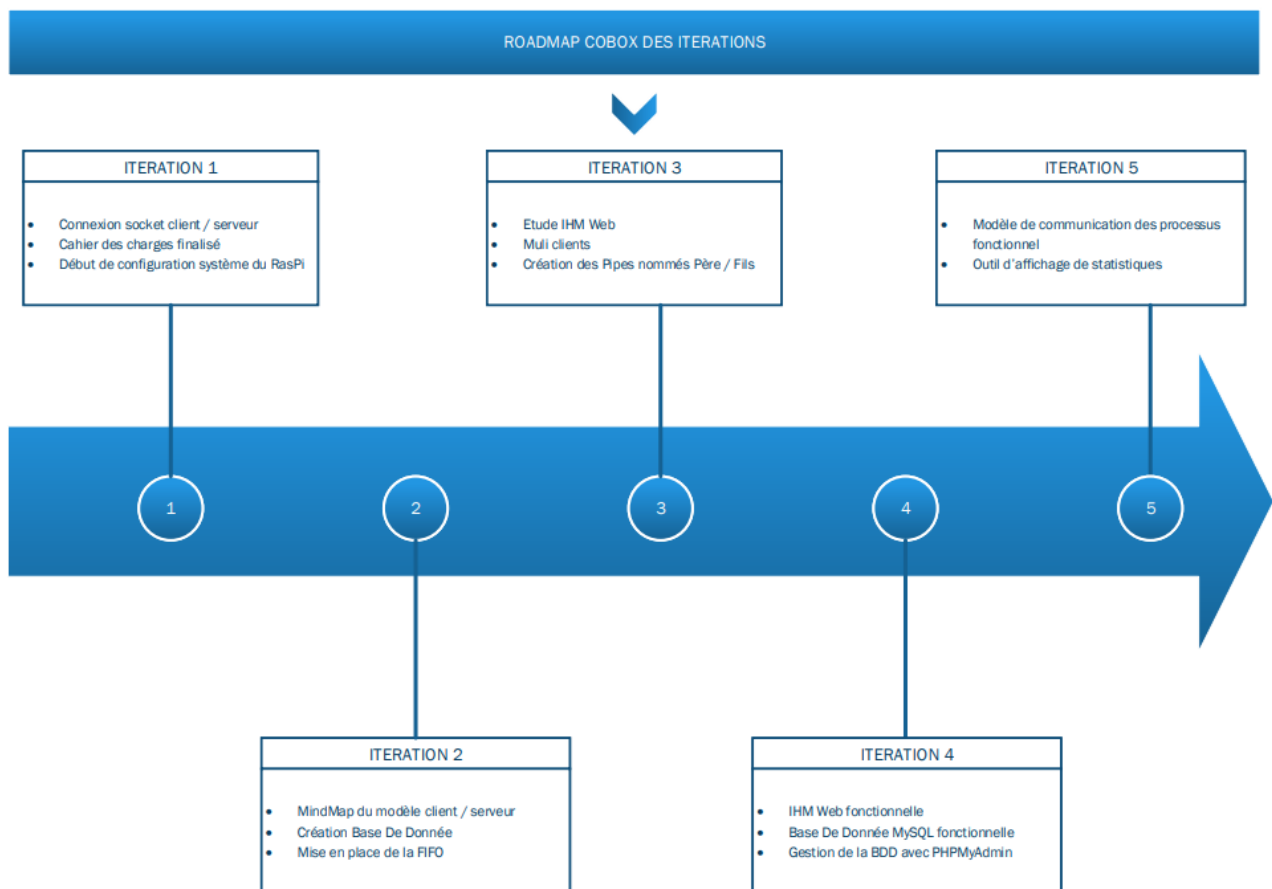 ROADMAP COBOX DES ITERATIONS
ITERATION 1
• Connexion socket client / serveur
• Cahier des charges finalisé
• Début de configuration système du RasPi
ITERATION 3
• Etude IHM Web
• Muli clients
• Création des Pipes nommés Père / Fils
ITERATION 5
• Modèle de communication des processus
fonctionnel
• Outil d'affichage de statistiques
1
2
3
4
5
ITERATION 2
• MindMap du modèle client / serveur
• Création Base De Donnée
• Mise en place de la FIFO
ITERATION 4
• IHM Web fonctionnelle
• Base De Donnée MySQL fonctionnelle
• Gestion de la BDD avec PHPMyAdmin